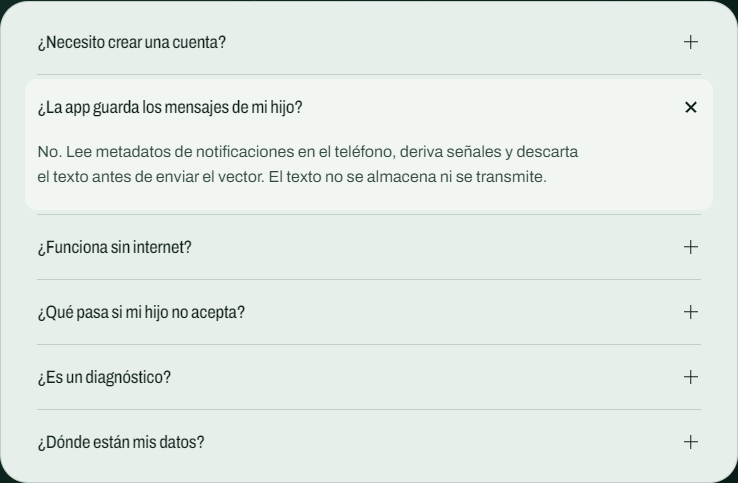 ¿Necesito crear una cuenta?
¿La app guarda los mensajes de mi hijo?
No. Lee metadatos de notificaciones en el teléfono, deriva señales y descarta
el texto antes de enviar el vector. El texto no se almacena ni se transmite.
¿Funciona sin internet?
¿Qué pasa si mi hijo no acepta?
¿Es un diagnóstico?
¿Dónde están mis datos?